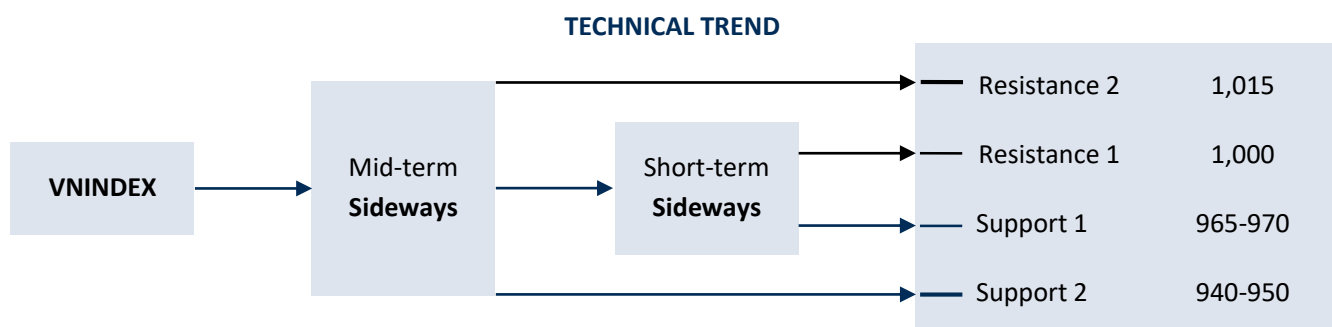 TECHNICAL TREND
VNINDEX
Mid-term
Sideways
Short-term
Sideways
Resistance 2 1,015
Resistance 1 1,000
Support 1 965-970
Support 2 940-950